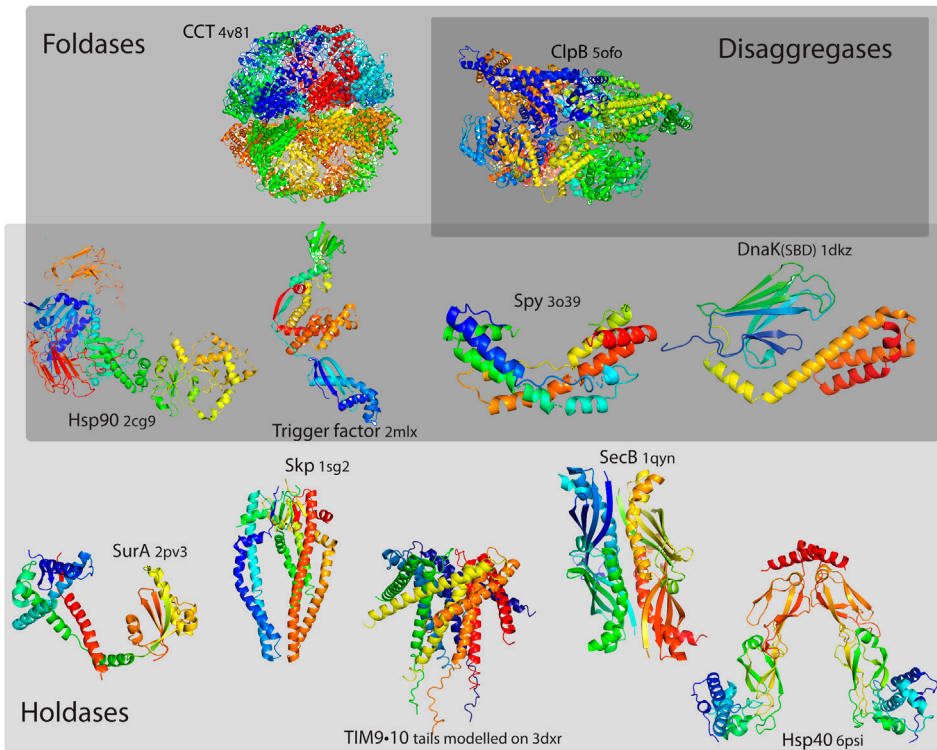 Foldases
CCT 4v81
ClpB 5ofo
Disaggregases
DnaK(SBD) 1dkz
Spy 3o39
Hsp90 2cg9
Trigger factor 2mlx
Skp 1sg2
SecB 1qyn
SurA 2pv3
Holdases
TIM9•10 tails modelled on 3dxr
Hsp40 6psi